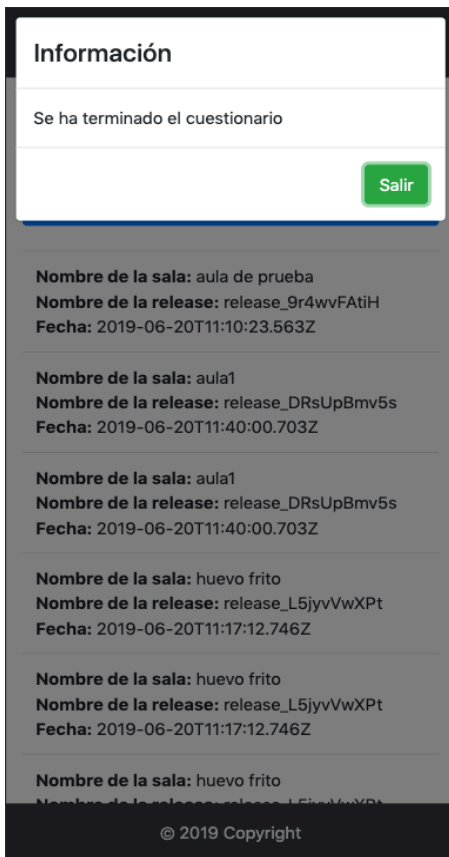 Información
Se ha terminado el cuestionario
Salir
Nombre de la sala: aula de prueba
Nombre de la release: release_9r4wvFAtiH
Fecha: 2019-06-20T11:10:23.563Z
Nombre de la sala: aula1
Nombre de la release: release_DRsUpBmv5s
Fecha: 2019-06-20T11:40:00.703Z
Nombre de la sala: aula1
Nombre de la release: release_DRsUpBmv5s
Fecha: 2019-06-20T11:40:00.703Z
Nombre de la sala: huevo frito
Nombre de la release: release_L5jyvVwXPt
Fecha: 2019-06-20T11:17:12.746Z
Nombre de la sala: huevo frito
Nombre de la release: release_L5jyvVwXPt
Fecha: 2019-06-20T11:17:12.746Z
Nombre de la sala: huevo frito
Nombre de la release: release_L5jyvVwXPt
© 2019 Copyright